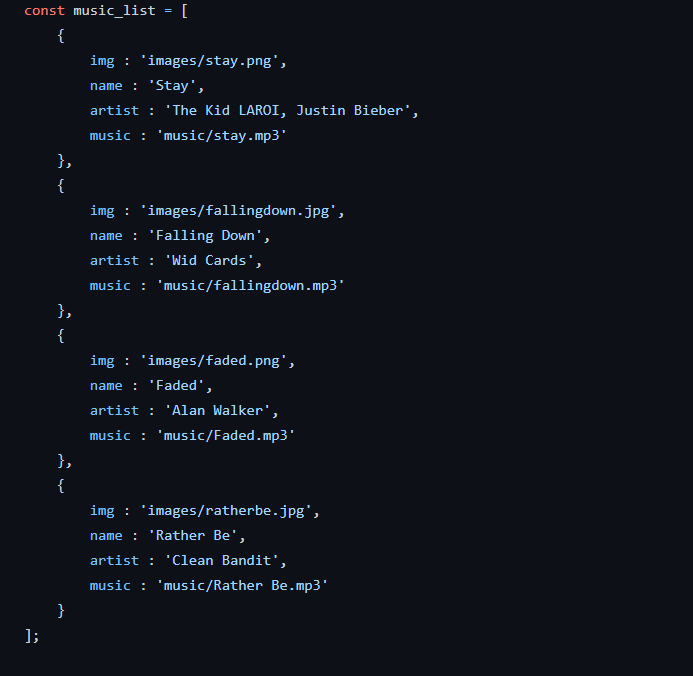 const music_list = [
    {
        img : 'images/stay.png',
        name : 'Stay',
        artist : 'The Kid LAROI, Justin Bieber',
        music : 'music/stay.mp3'
    },
    {
        img : 'images/fallingdown.jpg',
        name : 'Falling Down',
        artist : 'Wid Cards',
        music : 'music/fallingdown.mp3'
    },
    {
        img : 'images/faded.png',
        name : 'Faded',
        artist : 'Alan Walker',
        music : 'music/Faded.mp3'
    },
    {
        img : 'images/ratherbe.jpg',
        name : 'Rather Be',
        artist : 'Clean Bandit',
        music : 'music/Rather Be.mp3'
    }
];